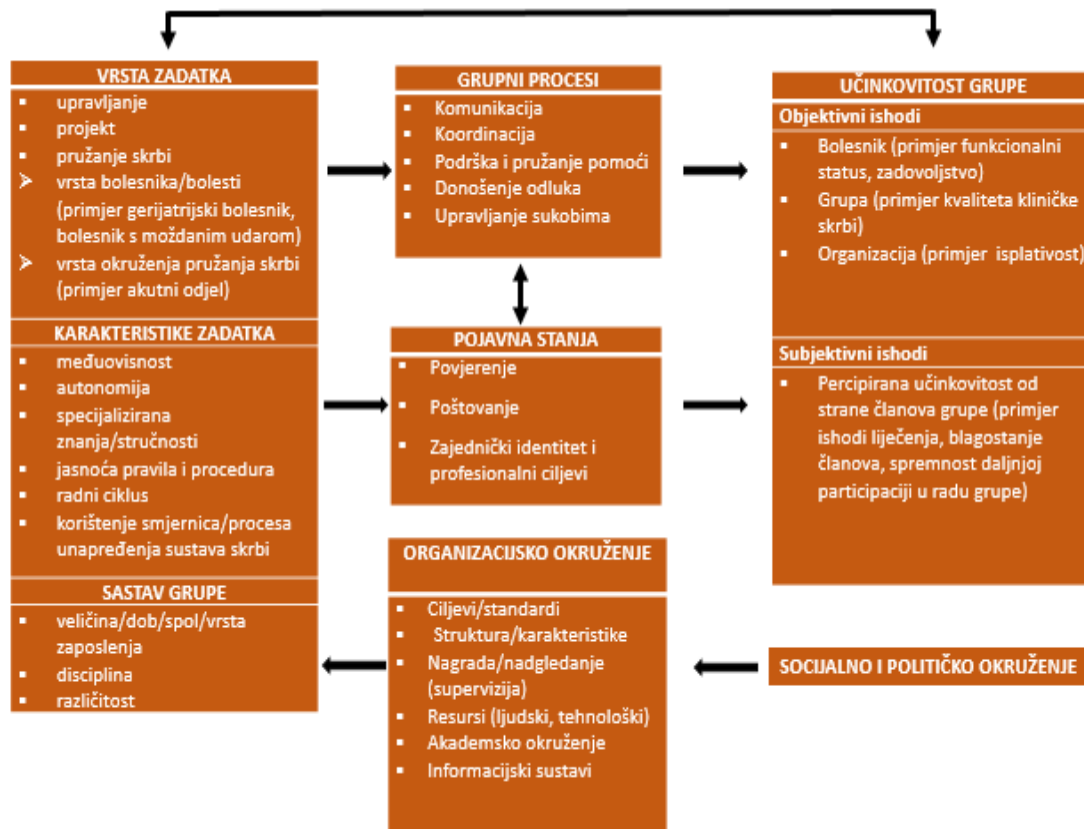 VRSTA ZADATKA
upravljanje
projekt
pružanje skrbi
vrsta bolesnika/bolesti
(primjer gerijatrijski bolesnik,
bolesnik s moždanim udarom)
vrsta okruženja pružanja skrbi
(primjer akutni odjel)
KARAKTERISTIKE ZADATKA
međuovisnost
autonomija
specijalizirana
znanja/stručnosti
jasnoća pravila i procedura
radni ciklus
korištenje smjernica/procesa
unapređenja sustava skrbi
SASTAV GRUPE
veličina/dob/spol/vrsta
zaposlenja
disciplina
različitost
GRUPNI PROCESI
Komunikacija
Koordinacija
Podrška i pružanje pomoći
Donošenje odluka
Upravljanje sukobima
POJAVNA STANJA
Povjerenje
Poštovanje
Zajednički identitet i
profesionalni ciljevi
ORGANIZACIJSKO OKRUŽENJE
Ciljevi/standardi
Struktura/karakteristike
Nagrada/nadgledanje
(supervizija)
Resursi (ljudski, tehnološki)
Akademsko okruženje
Informacijski sustavi
UČINKOVITOST GRUPE
Objektivni ishodi
Bolesnik (primjer funkcionalni
status, zadovoljstvo)
Grupa (primjer kvaliteta kliničke
skrbi)
Organizacija (primjer isplativost)
Subjektivni ishodi
Percipirana učinkovitost od
strane članova grupe (primjer
ishodi liječenja, blagostanje
članova, spremnost daljnjoj
participaciji u radu grupe)
SOCIJALNO I POLITIČKO OKRUŽENJE